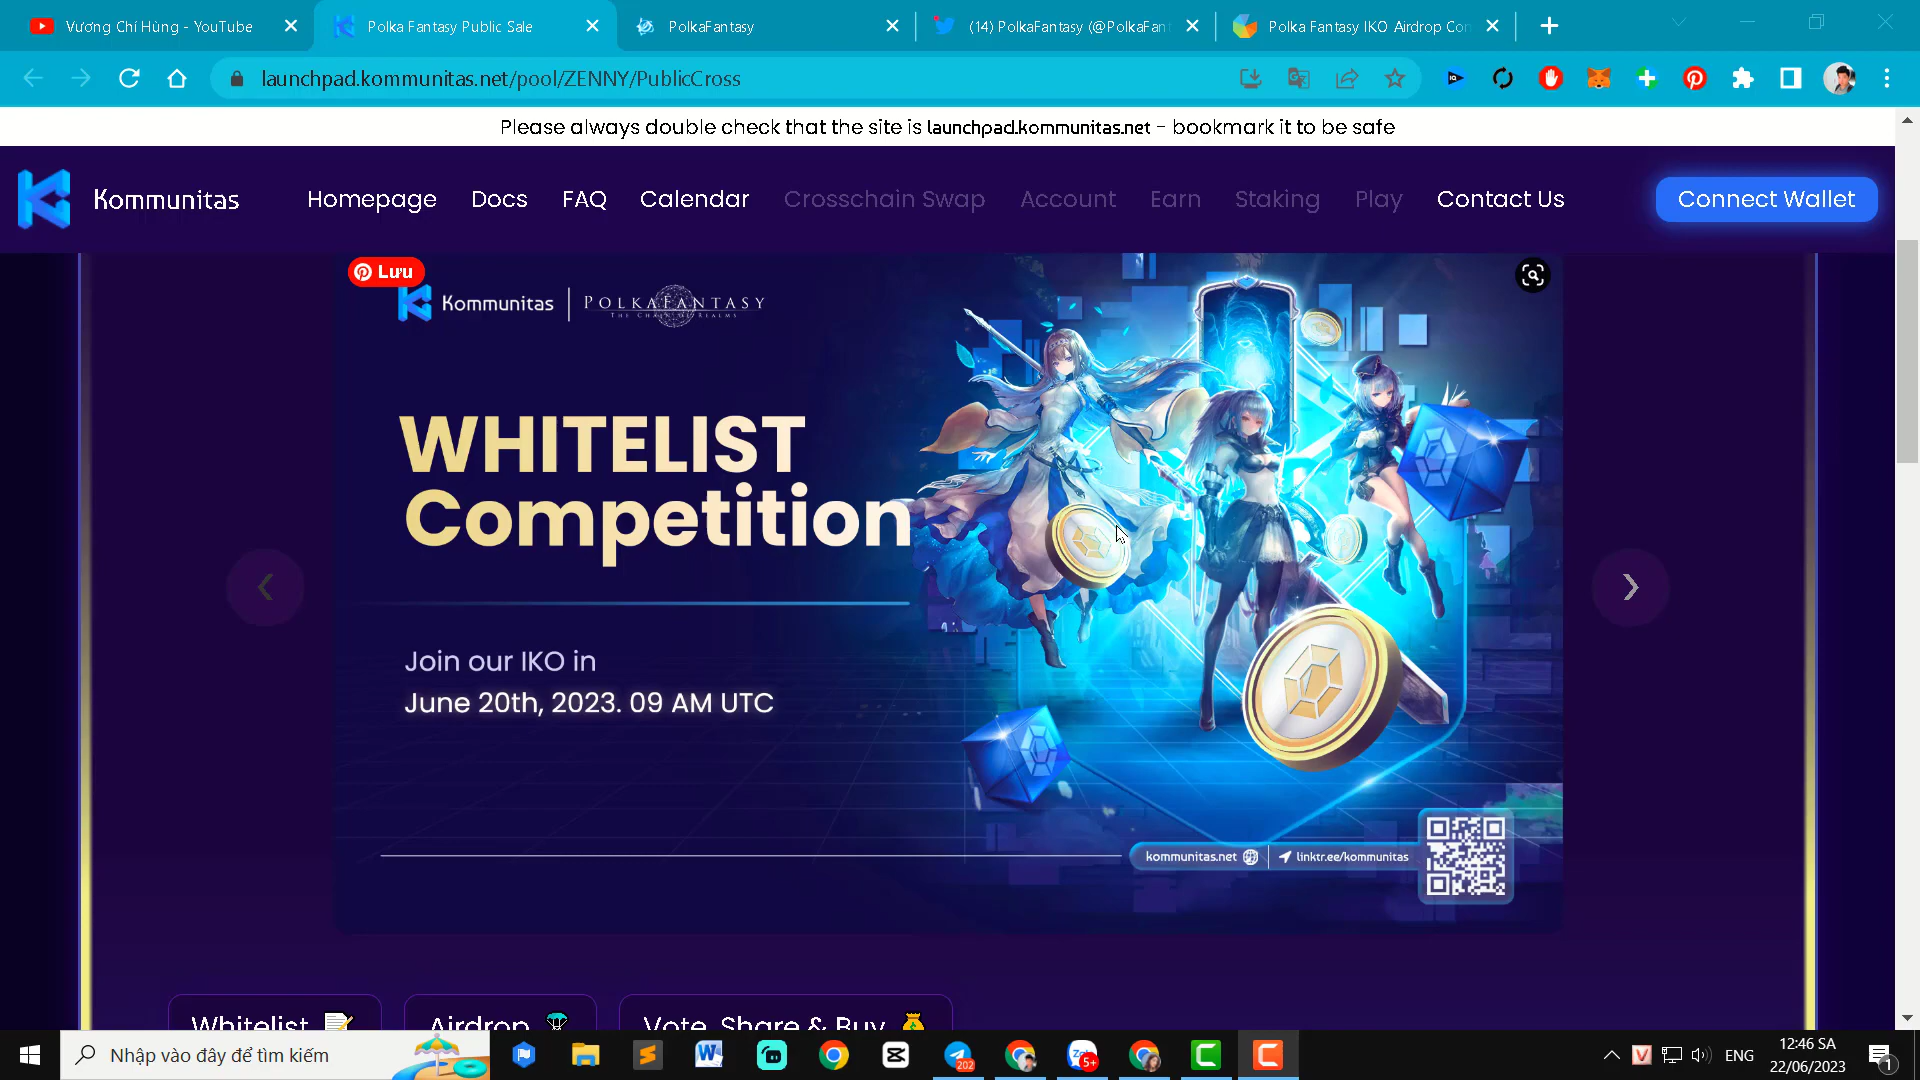 Vương Chí Hùng - YouTube
Polka Fantasy Public Sale
PolkaFantasy
(14) PolkaFantasy (@PolkaFan
Polka Fantasy IKO Airdrop Con
launchpad.kommunitas.net/pool/ZENNY/PublicCross
Please always double check that the site is launchpad.kommunitas.net - bookmark it to be safe
Kommunitas
Homepage
Docs
FAQ
Calendar
Crosschain Swap
Account
Earn
Staking
Play
Contact Us
Connect Wallet
Lưu
Kommunitas
POLKAFANTASY
WHITELIST
Competition
Join our IKO in
June 20th, 2023. 09 AM UTC
kommunitas.net
linktr.ee/kommunitas
Whitelist
Airdrop
Vote, Share & Buy
Nhập vào đây để tìm kiếm
202
5+
ENG
12:46 SA
22/06/2023
1